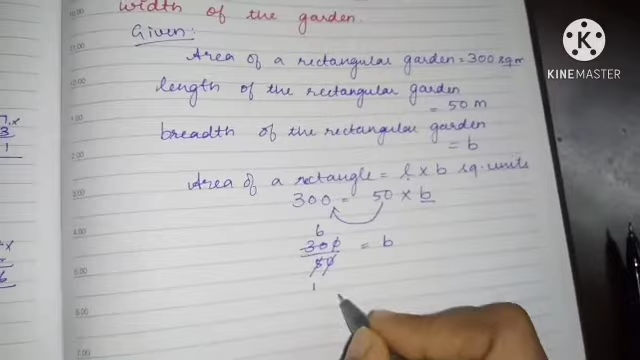 width of the garden.
Given:
Area of a rectangular garden = 300 sq m
length of the rectangular garden
= 50 m
breadth of the rectangular garden
= b
Area of a rectangle = l × b sq. units
300 = 50 × b
6
300 = b
50
1
KINEMASTER